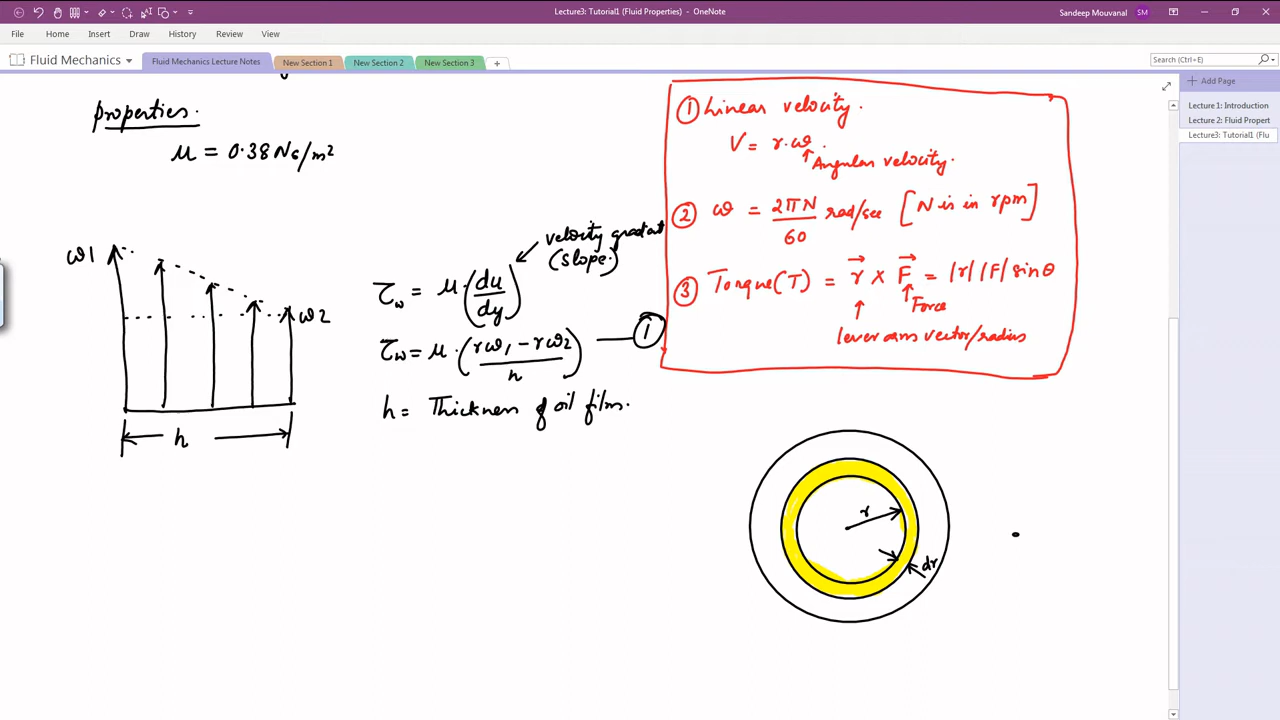 Lecture3: Tutorial1 (Fluid Properties) - OneNote
Sandeep Mouvanal SM
File Home Insert Draw History Review View
Fluid Mechanics Fluid Mechanics Lecture Notes New Section 1 New Section 2 New Section 3 +
Search (Ctrl+E)
Add Page
Lecture 1: Introduction
Lecture 2: Fluid Propert
Lecture3: Tutorial1 (Flu
properties.
μ = 0.38 Ns/m²
ω1
ω2
h
velocity gradient
(slope.)
τw = μ·(du/dy)
τw = μ·(rω1 - rω2/h) — ①
h = Thickness of oil film.
① Linear velocity.
V = r.ω
Angular velocity.
② ω = 2πN/60 rad/sec [N is in rpm]
③ Torque(T) = r⃗ × F⃗ = |r||F|sinθ
Force
lever arm vector/radius
r
dr